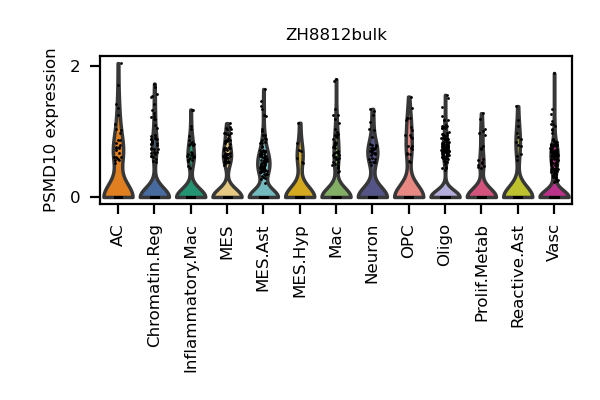 ZH8812bulk
PSMD10 expression
2
0
AC
Chromatin.Reg
Inflammatory.Mac
MES
MES.Ast
MES.Hyp
Mac
Neuron
OPC
Oligo
Prolif.Metab
Reactive.Ast
Vasc